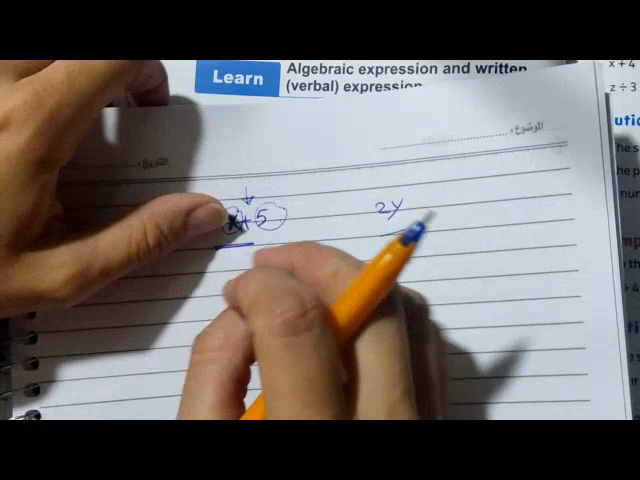 Learn
Algebraic expression and written
(verbal) expression
x + 4
z ÷ 3
الموضوع:
التاريخ:
x + 5
2y